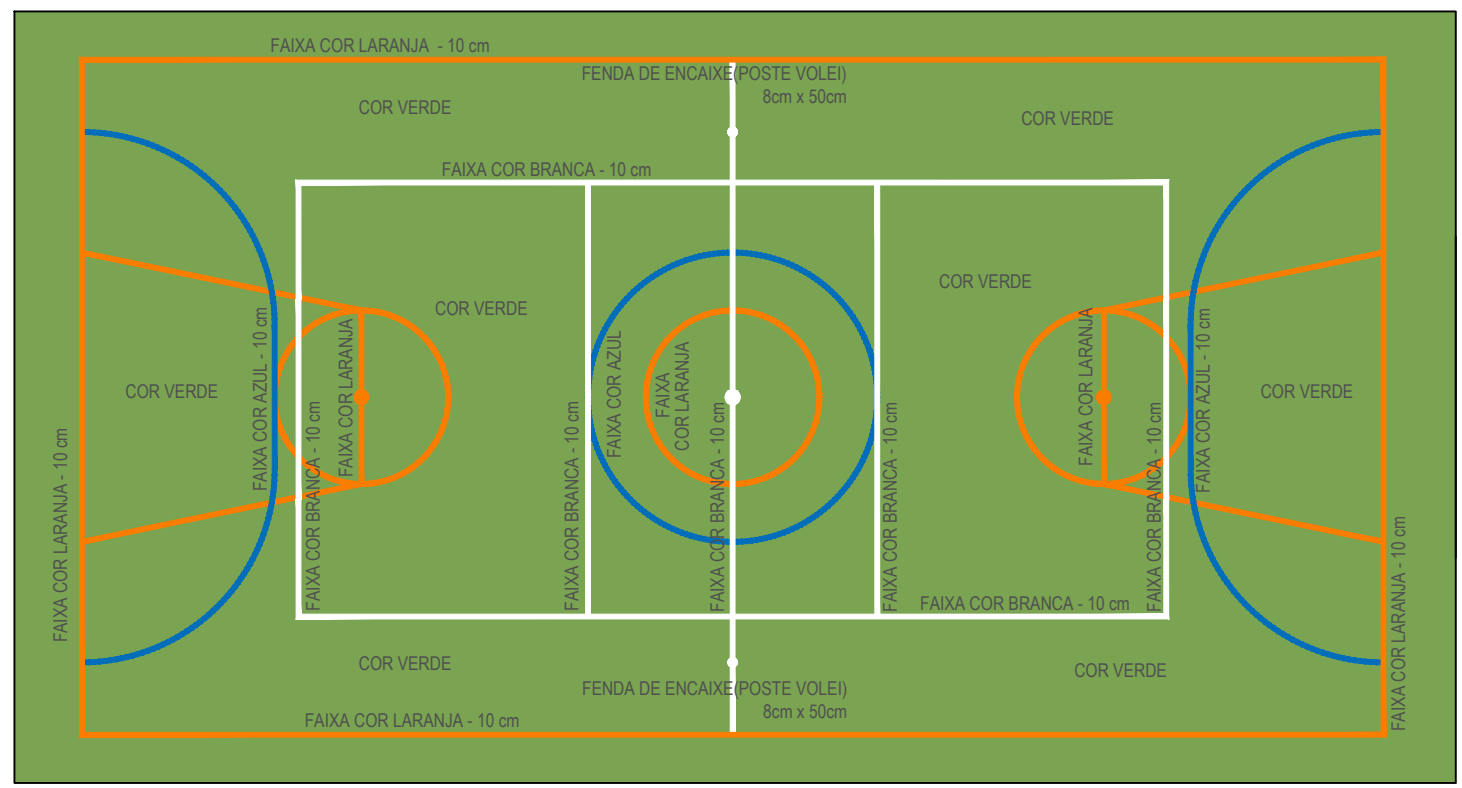 FAIXA COR LARANJA - 10 cm
FENDA DE ENCAIXE(POSTE VOLEI)
8cm x 50cm
COR VERDE
COR VERDE
FAIXA COR BRANCA - 10 cm
COR VERDE
COR VERDE
COR VERDE
FAIXA COR LARANJA - 10 cm
FAIXA COR AZUL - 10 cm
FAIXA COR BRANCA - 10 cm
FAIXA COR LARANJA
FAIXA COR BRANCA - 10 cm
FAIXA COR AZUL
FAIXA
COR LARANJA
FAIXA COR BRANCA - 10 cm
FAIXA COR BRANCA - 10 cm
FAIXA COR LARANJA
FAIXA COR BRANCA - 10 cm
FAIXA COR AZUL - 10 cm
COR VERDE
FAIXA COR LARANJA - 10 cm
FAIXA COR BRANCA - 10 cm
COR VERDE
COR VERDE
FENDA DE ENCAIXE(POSTE VOLEI)
8cm x 50cm
FAIXA COR LARANJA - 10 cm